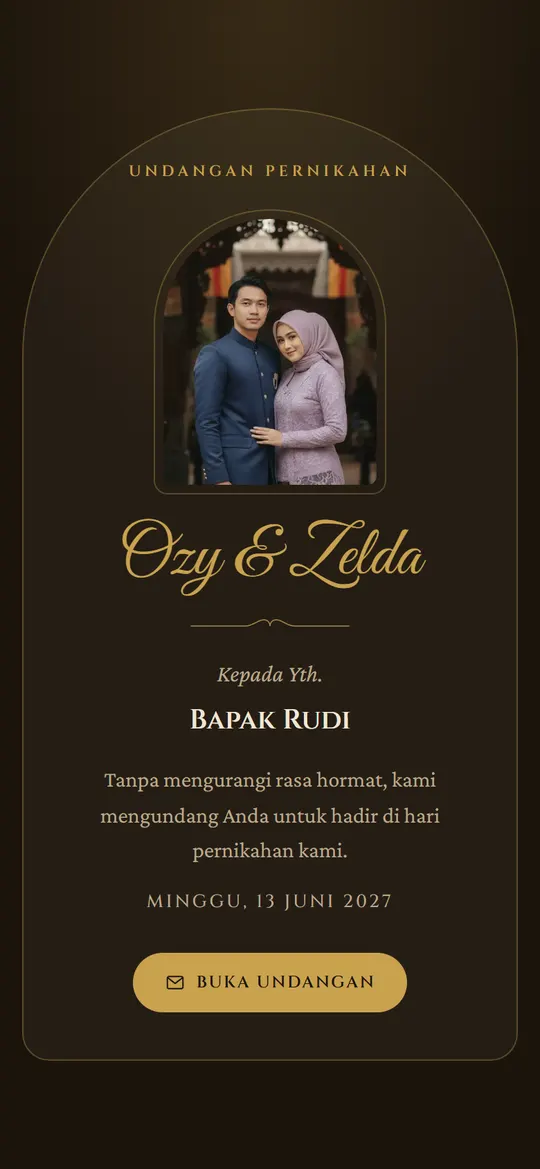 UNDANGAN PERNIKAHAN
Ozy & Zelda
Kepada Yth.
Bapak Rudi
Tanpa mengurangi rasa hormat, kami
mengundang Anda untuk hadir di hari
pernikahan kami.
MINGGU, 13 JUNI 2027
BUKA UNDANGAN